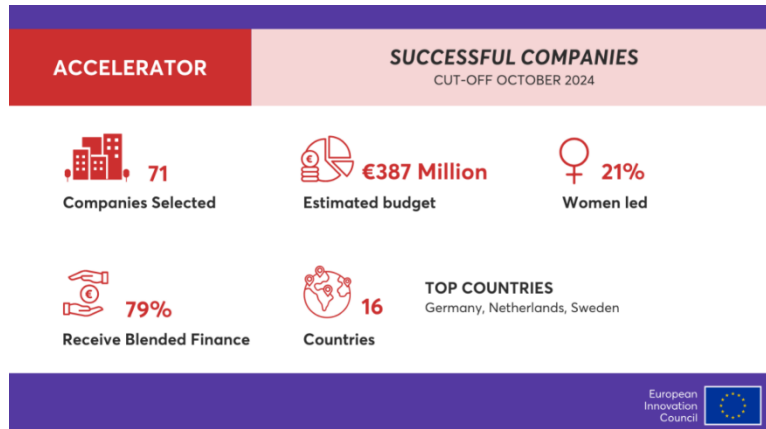 ACCELERATOR
SUCCESSFUL COMPANIES
CUT-OFF OCTOBER 2024
71
Companies Selected
€387 Million
Estimated budget
21%
Women led
79%
Receive Blended Finance
16
Countries
TOP COUNTRIES
Germany, Netherlands, Sweden
European
Innovation
Council